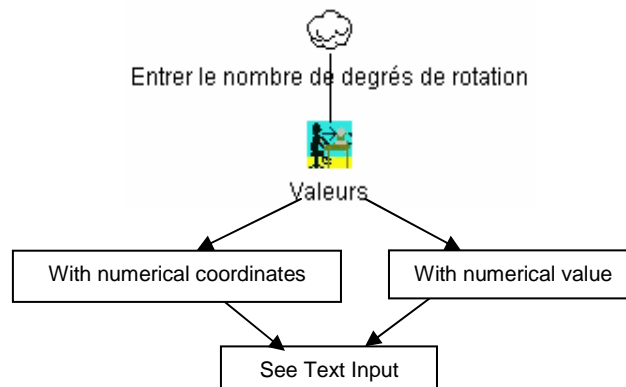 Entrer le nombre de degrés de rotation
Valeurs
With numerical coordinates
With numerical value
See Text Input